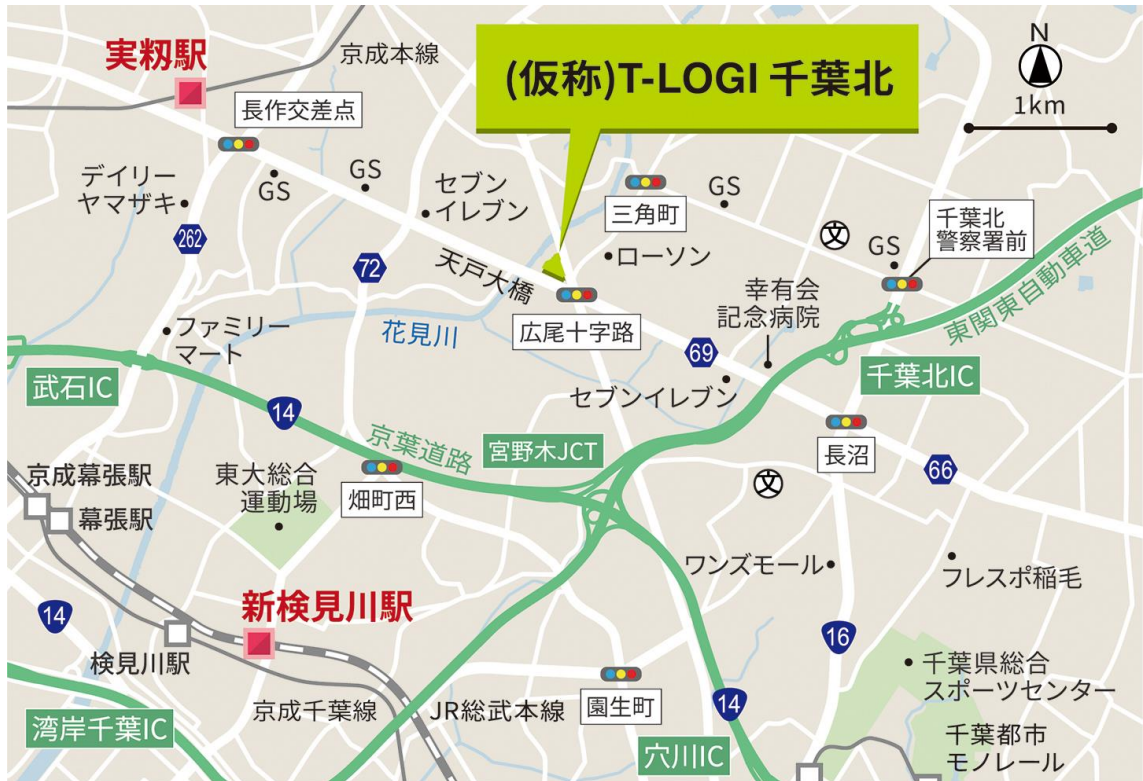 実籾駅
京成本線
(仮称)T-LOGI 千葉北
N
1km
長作交差点
GS
GS
デイリー
ヤマザキ
セブン
イレブン
三角町
GS
千葉北
警察署前
文
GS
262
72
天戸大橋
ローソン
東関東自動車道
広尾十字路
幸有会
記念病院
花見川
ファミリー
マート
69
千葉北IC
武石IC
セブンイレブン
14
京葉道路
宮野木JCT
長沼
66
京成幕張駅
幕張駅
東大総合
運動場
畑町西
文
ワンズモール
フレスポ稲毛
14
新検見川駅
検見川駅
16
千葉県総合
スポーツセンター
園生町
14
京成千葉線
JR総武本線
湾岸千葉IC
穴川IC
千葉都市
モノレール